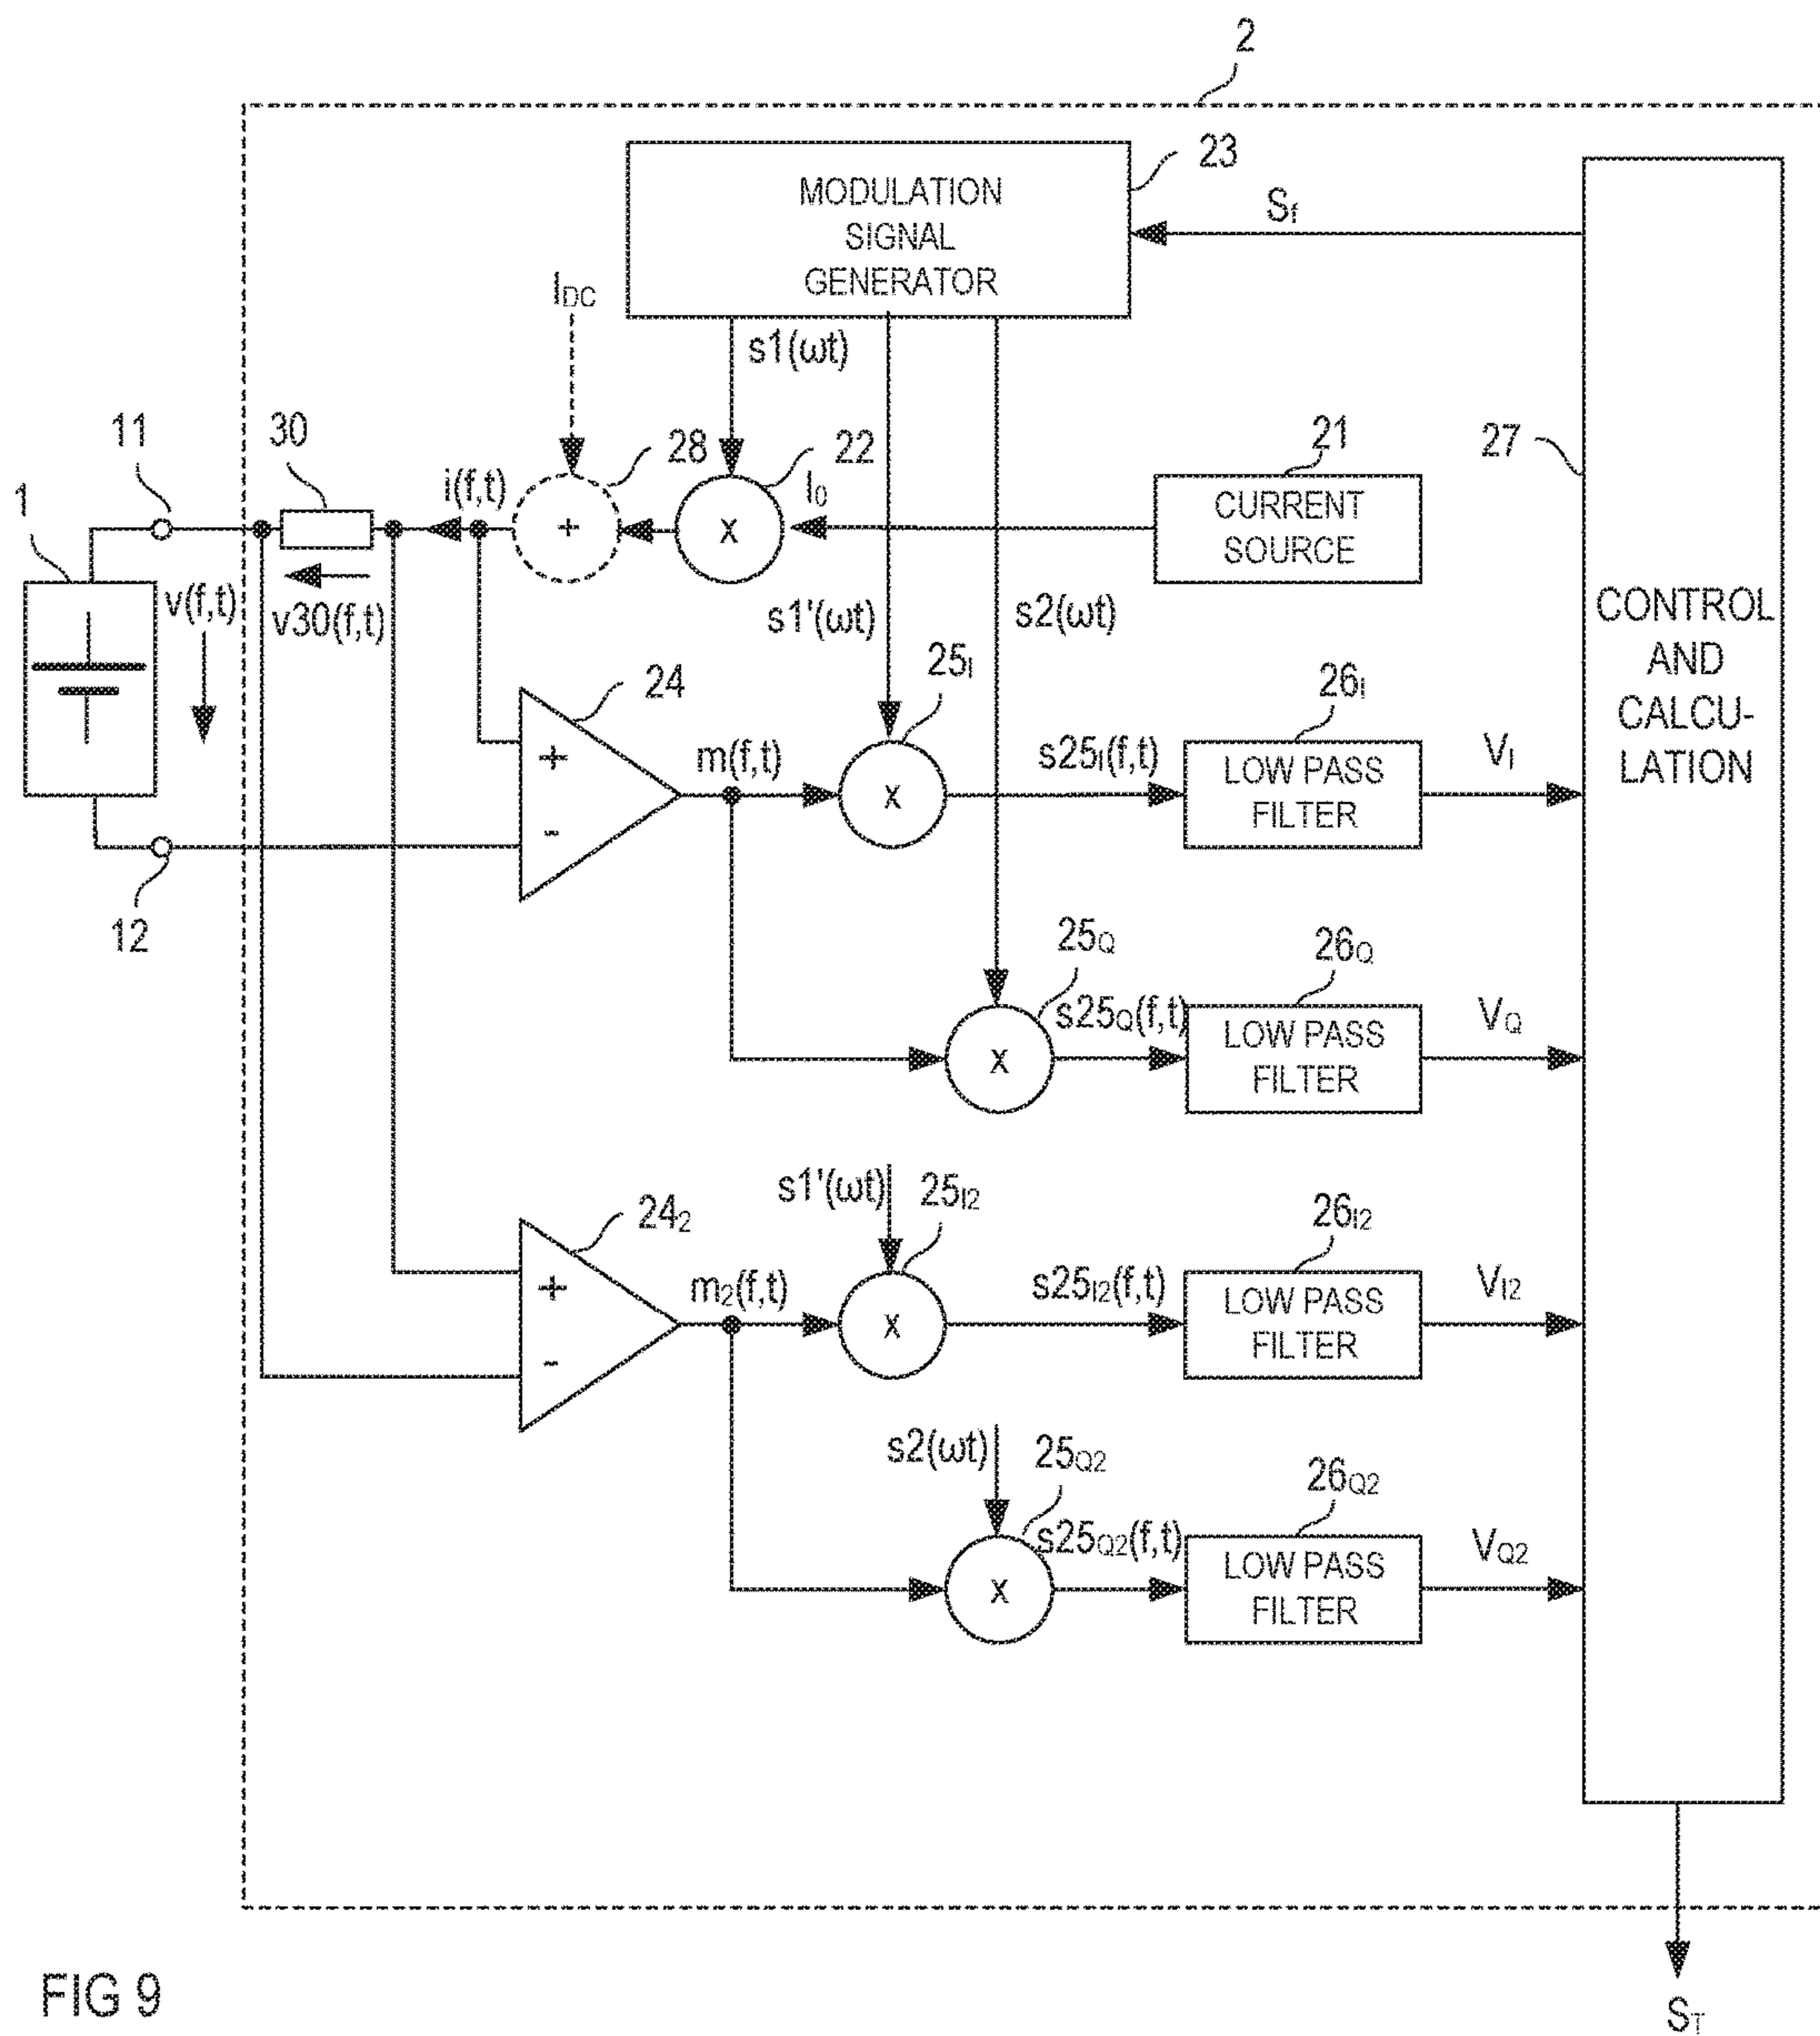 2
23
MODULATION
SIGNAL
GENERATOR
Sf
IDC
s1(ωt)
11
30
28
22
21
27
1
i(f,t)
I0
+
X
CURRENT
SOURCE
v(f,t)
v30(f,t)
s1'(ωt)
s2(ωt)
CONTROL
AND
CALCU-
LATION
24
25I
26I
+
-
m(f,t)
X
s25I(f,t)
LOW PASS
FILTER
VI
12
25Q
26Q
s25Q(f,t)
X
LOW PASS
FILTER
VQ
s1'(ωt)
25I2
26I2
242
+
-
m2(f,t)
X
s25I2(f,t)
LOW PASS
FILTER
VI2
s2(ωt)
25Q2
26Q2
s25Q2(f,t)
X
LOW PASS
FILTER
VQ2
FIG 9
ST